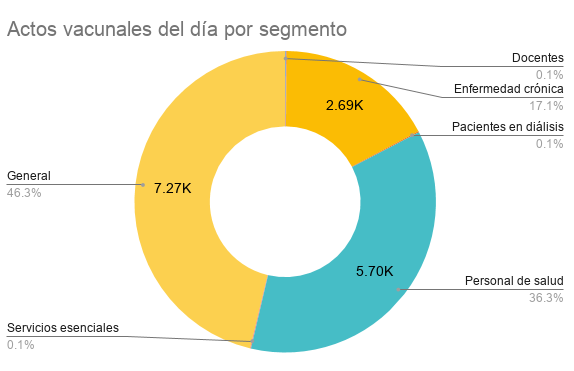 Actos vacunales del día por segmento
Docentes
0.1%
Enfermedad crónica
17.1%
2.69K
Pacientes en diálisis
0.1%
General
46.3%
7.27K
5.70K
Personal de salud
36.3%
Servicios esenciales
0.1%